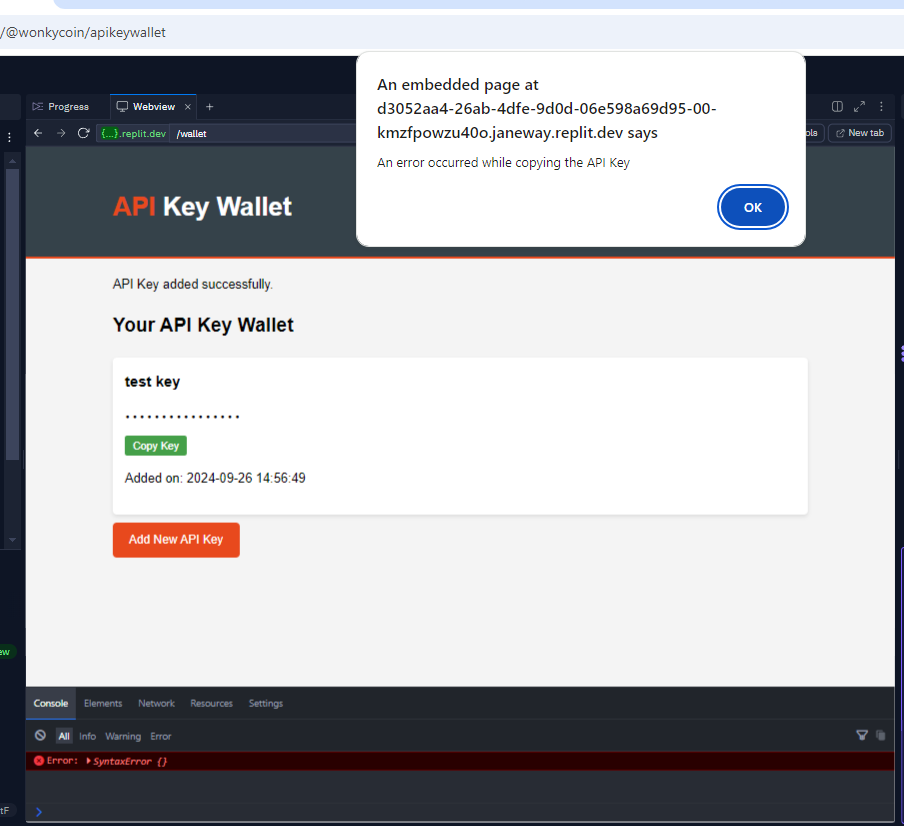 /@wonkycoin/apikeywallet
An embedded page at
d3052aa4-26ab-4dfe-9d0d-06e598a69d95-00-
kmzfpowzu40o.janeway.replit.dev says
An error occurred while copying the API Key
OK
Progress
Webview
{...}.replit.dev /wallet
New tab
API Key Wallet
API Key added successfully.
Your API Key Wallet
test key
Copy Key
Added on: 2024-09-26 14:56:49
Add New API Key
Console Elements Network Resources Settings
All Info Warning Error
Error: SyntaxError {}